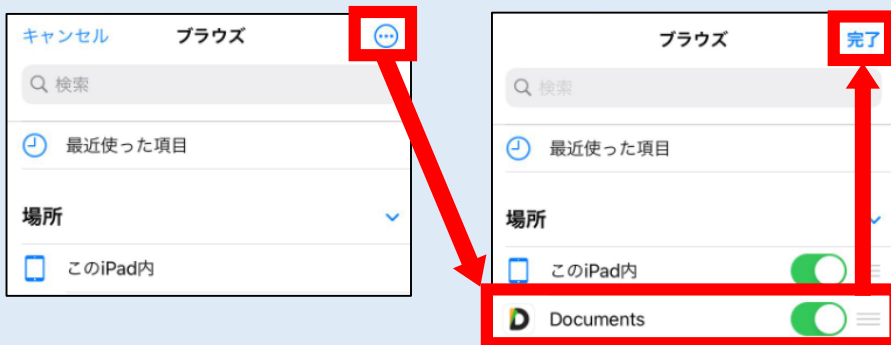 キャンセル ブラウズ
検索
最近使った項目
場所
このiPad内
ブラウズ 完了
検索
最近使った項目
場所
このiPad内
Documents